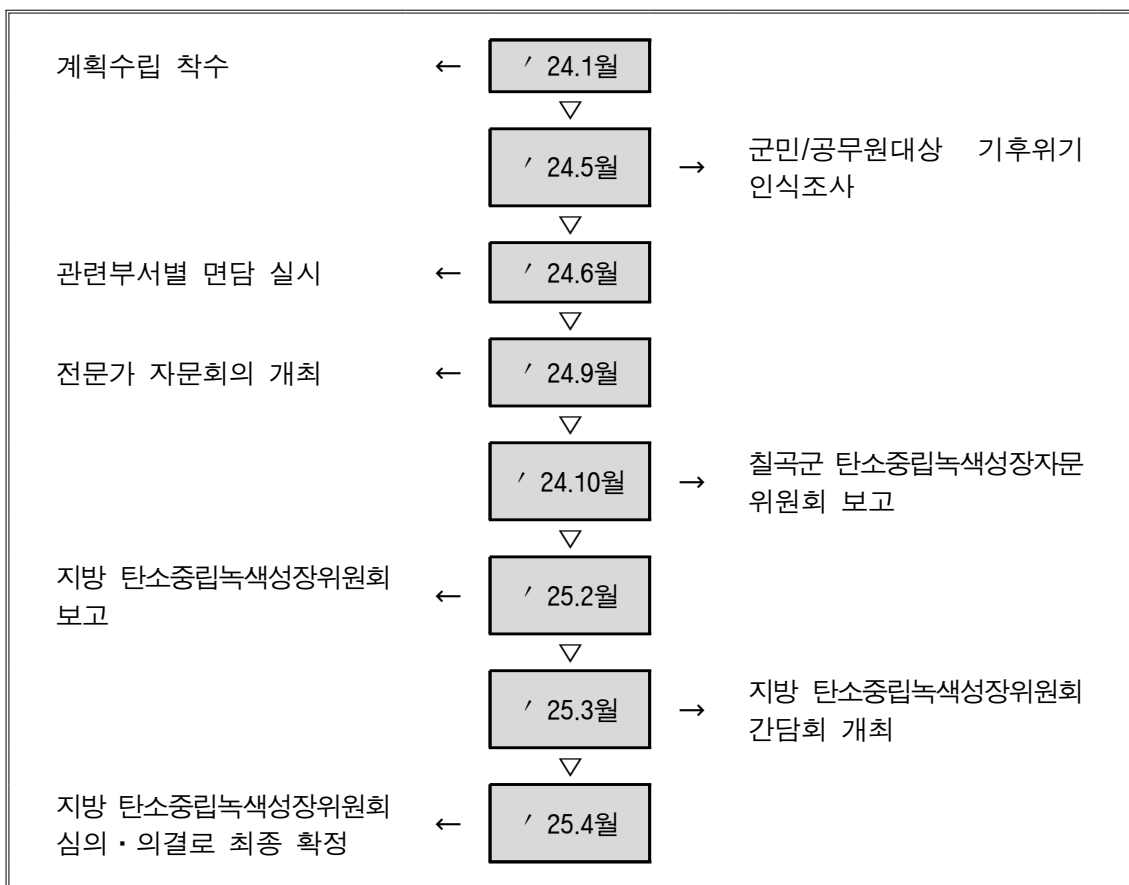 계획수립 착수 ← ′ 24.1월
▽
′ 24.5월 → 군민/공무원대상 기후위기
인식조사
▽
관련부서별 면담 실시 ← ′ 24.6월
▽
전문가 자문회의 개최 ← ′ 24.9월
▽
′ 24.10월 → 칠곡군 탄소중립녹색성장자문
위원회 보고
▽
지방 탄소중립녹색성장위원회
보고 ← ′ 25.2월
▽
′ 25.3월 → 지방 탄소중립녹색성장위원회
간담회 개최
▽
지방 탄소중립녹색성장위원회
심의・의결로 최종 확정 ← ′ 25.4월